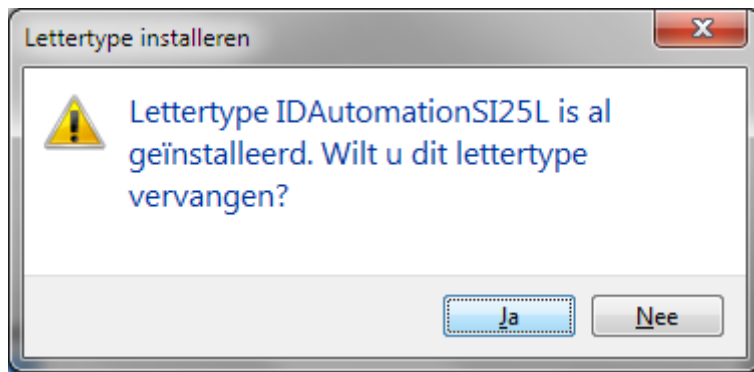 Lettertype installeren
Lettertype IDAutomationSI25L is al
geïnstalleerd. Wilt u dit lettertype
vervangen?
Ja
Nee